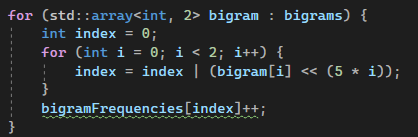 for (std::array<int, 2> bigram : bigrams) {
    int index = 0;
    for (int i = 0; i < 2; i++) {
        index = index | (bigram[i] << (5 * i));
    }
    bigramFrequencies[index]++;
}